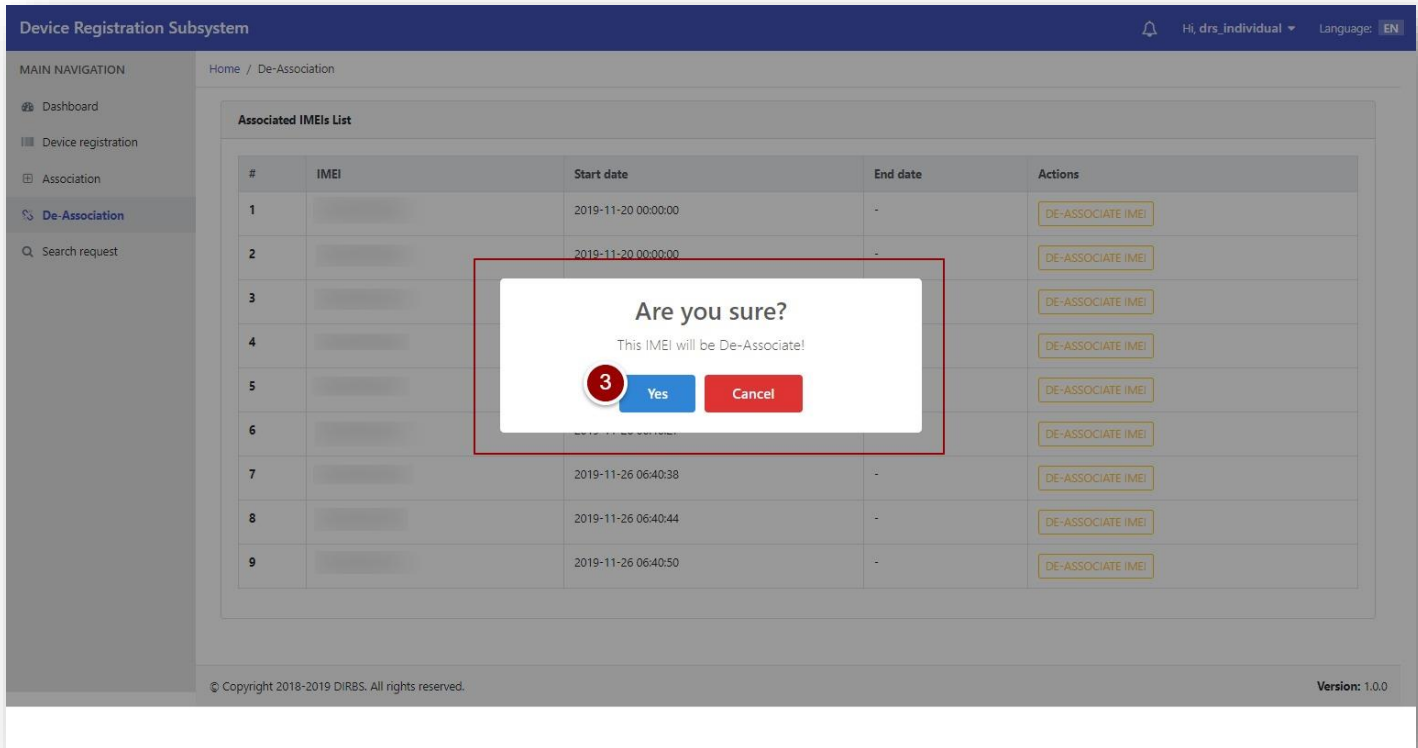 Device Registration Subsystem Hi, drs_individual Language: EN
MAIN NAVIGATION
Dashboard
Device registration
Association
De-Association
Search request
Home / De-Association
Associated IMEIs List
# IMEI Start date End date Actions
1 2019-11-20 00:00:00 - DE-ASSOCIATE IMEI
2 2019-11-20 00:00:00 - DE-ASSOCIATE IMEI
3 DE-ASSOCIATE IMEI
4 DE-ASSOCIATE IMEI
5 DE-ASSOCIATE IMEI
6 DE-ASSOCIATE IMEI
7 2019-11-26 06:40:38 - DE-ASSOCIATE IMEI
8 2019-11-26 06:40:44 - DE-ASSOCIATE IMEI
9 2019-11-26 06:40:50 - DE-ASSOCIATE IMEI
Are you sure?
This IMEI will be De-Associate!
3 Yes Cancel
© Copyright 2018-2019 DIRBS. All rights reserved. Version: 1.0.0